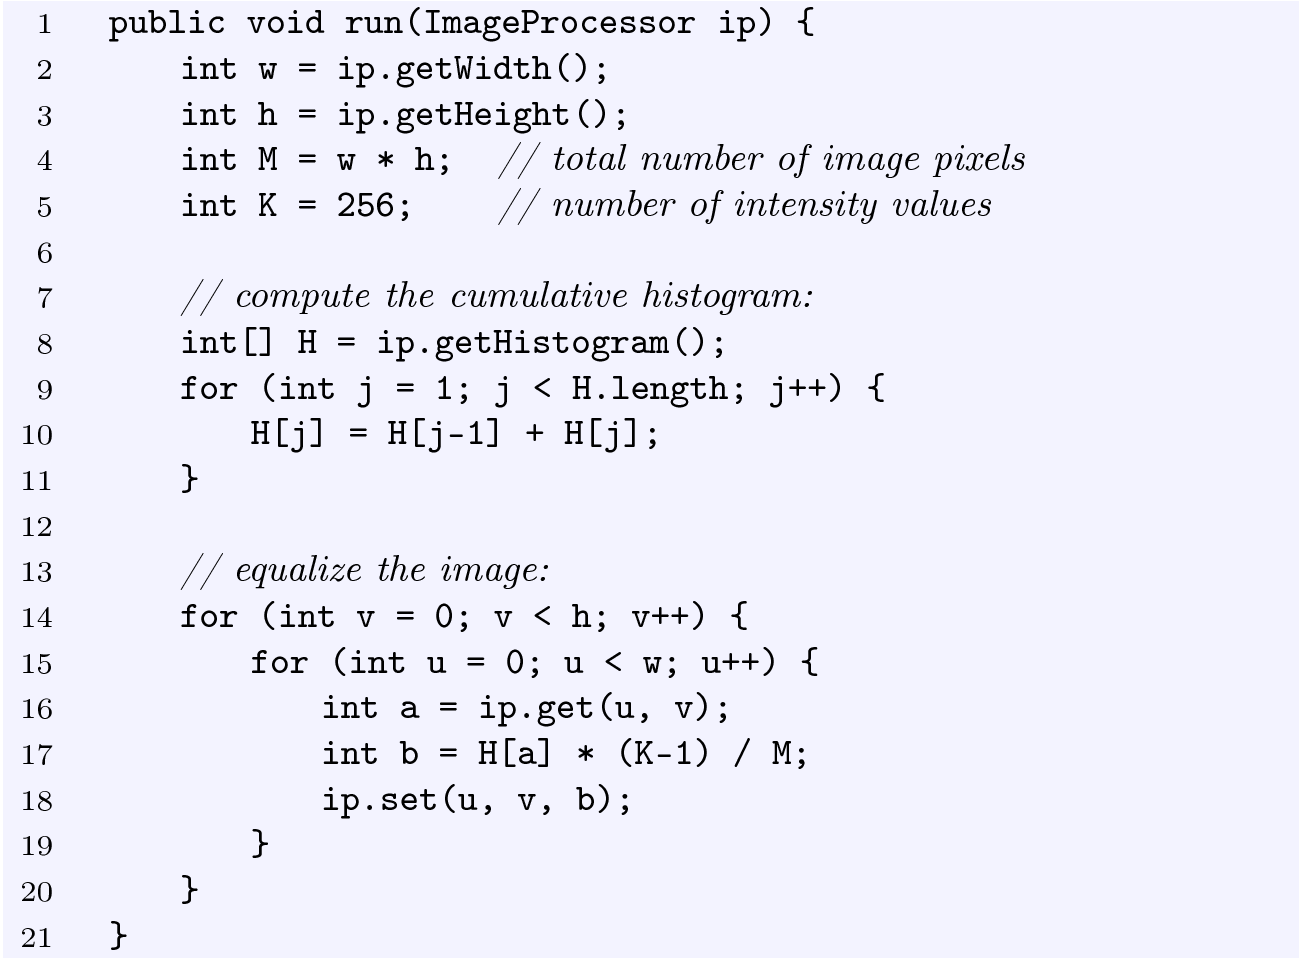 1 public void run(ImageProcessor ip) {
2 int w = ip.getWidth();
3 int h = ip.getHeight();
4 int M = w * h; // total number of image pixels
5 int K = 256; // number of intensity values
6
7 // compute the cumulative histogram:
8 int[] H = ip.getHistogram();
9 for (int j = 1; j < H.length; j++) {
10 H[j] = H[j-1] + H[j];
11 }
12
13 // equalize the image:
14 for (int v = 0; v < h; v++) {
15 for (int u = 0; u < w; u++) {
16 int a = ip.get(u, v);
17 int b = H[a] * (K-1) / M;
18 ip.set(u, v, b);
19 }
20 }
21 }